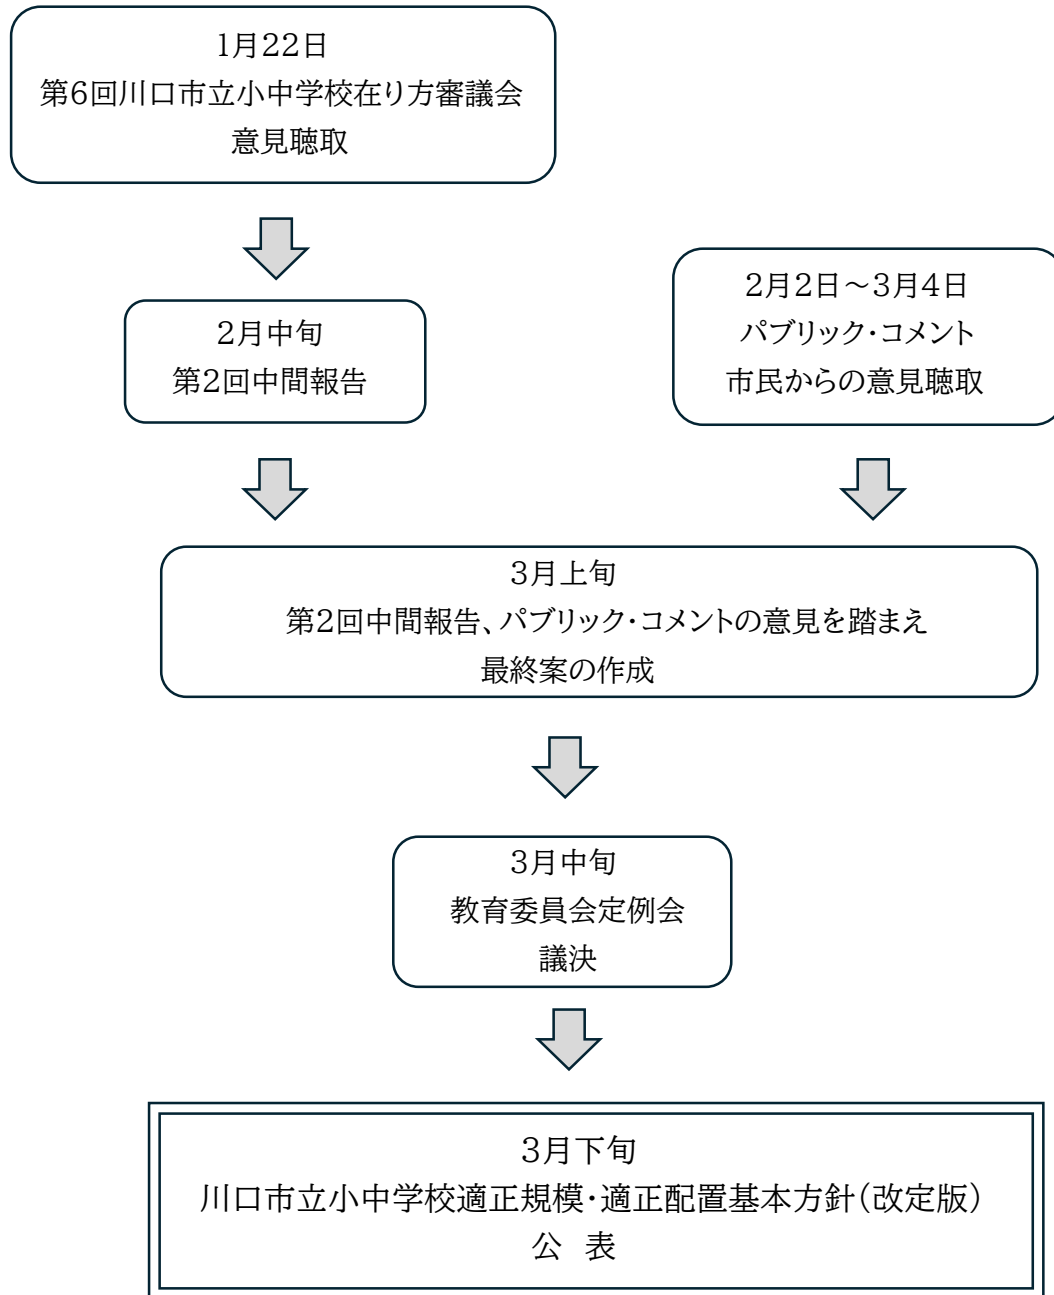 1月22日
第6回川口市立小中学校在り方審議会
意見聴取
2月中旬
第2回中間報告
2月2日～3月4日
パブリック・コメント
市民からの意見聴取
3月上旬
第2回中間報告、パブリック・コメントの意見を踏まえ
最終案の作成
3月中旬
教育委員会定例会
議決
3月下旬
川口市立小中学校適正規模・適正配置基本方針（改定版）
公 表